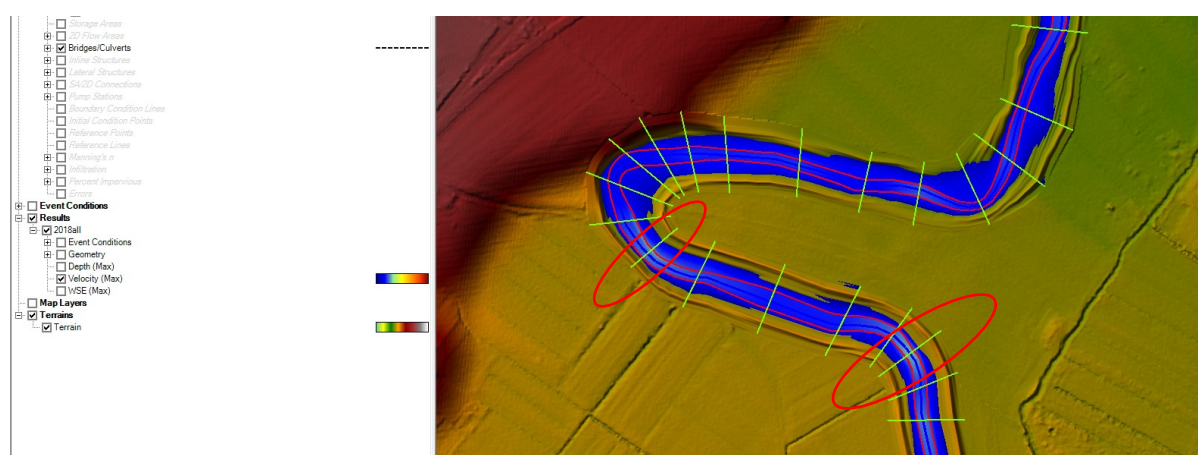 Storage Areas
2D Flow Areas
Bridges/Culverts
Inline Structures
Lateral Structures
SA/2D Connections
Pump Stations
Boundary Condition Lines
Initial Condition Points
Reference Points
Reference Lines
Manning's n
Infiltration
Percent Impervious
Errors
Event Conditions
Results
2018all
Event Conditions
Geometry
Depth (Max)
Velocity (Max)
WSE (Max)
Map Layers
Terrains
Terrain